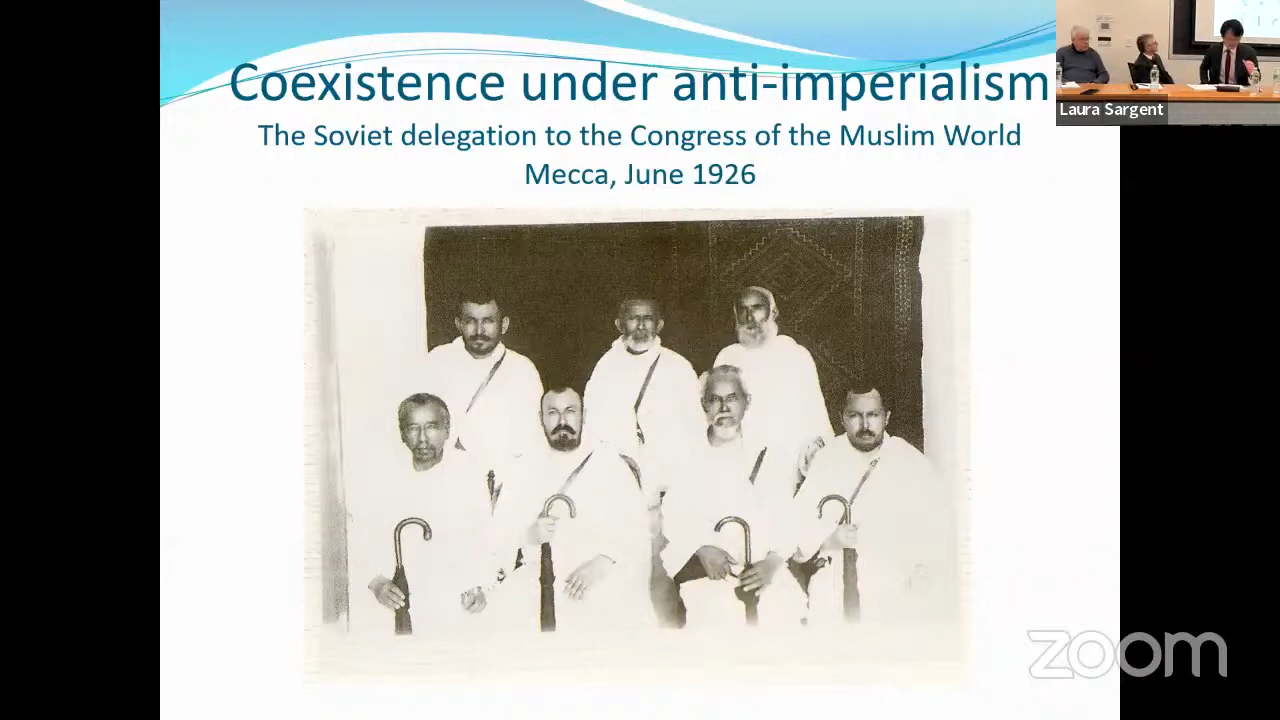 Coexistence under anti-imperialism
The Soviet delegation to the Congress of the Muslim World
Mecca, June 1926
Laura Sargent
zoom